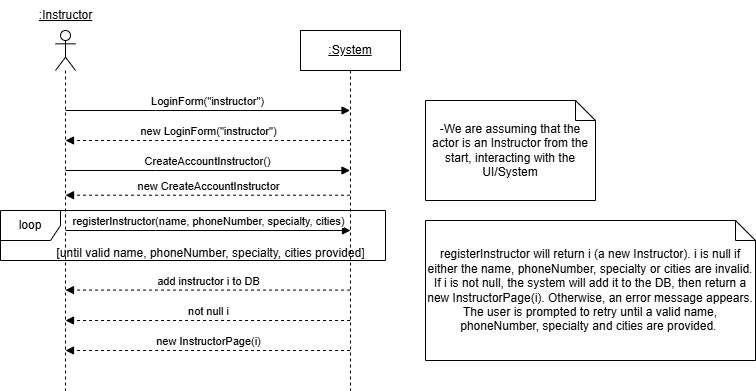 :Instructor
:System
LoginForm("instructor")
new LoginForm("instructor")
CreateAccountInstructor()
new CreateAccountInstructor
loop
registerInstructor(name, phoneNumber, specialty, cities)
[until valid name, phoneNumber, specialty, cities provided]
add instructor i to DB
not null i
new InstructorPage(i)
-We are assuming that the
actor is an Instructor from the
start, interacting with the
UI/System
registerInstructor will return i (a new Instructor). i is null if
either the name, phoneNumber, specialty or cities are invalid.
If i is not null, the system will add it to the DB, then return a
new InstructorPage(i). Otherwise, an error message appears.
The user is prompted to retry until a valid name,
phoneNumber, specialty and cities are provided.